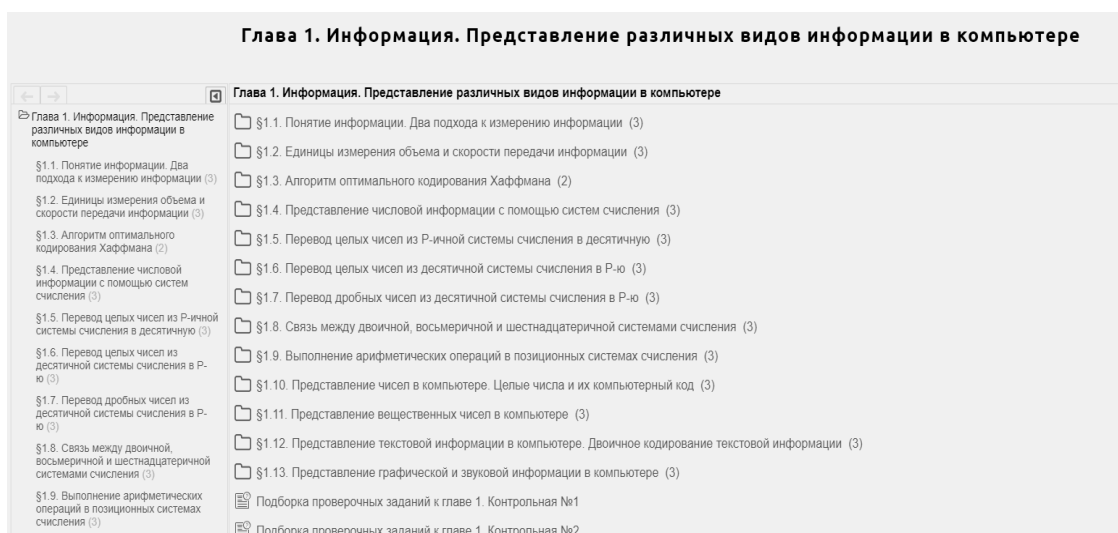 Глава 1. Информация. Представление различных видов информации в компьютере
Глава 1. Информация. Представление
различных видов информации в
компьютере
§1.1. Понятие информации. Два
подхода к измерению информации (3)
§1.2. Единицы измерения объема и
скорости передачи информации (3)
§1.3. Алгоритм оптимального
кодирования Хаффмана (2)
§1.4. Представление числовой
информации с помощью систем
счисления (3)
§1.5. Перевод целых чисел из Р-ичной
системы счисления в десятичную (3)
§1.6. Перевод целых чисел из
десятичной системы счисления в Р-
ю (3)
§1.7. Перевод дробных чисел из
десятичной системы счисления в Р-
ю (3)
§1.8. Связь между двоичной,
восьмеричной и шестнадцатеричной
системами счисления (3)
§1.9. Выполнение арифметических
операций в позиционных системах
счисления (3)
Глава 1. Информация. Представление различных видов информации в компьютере
§1.1. Понятие информации. Два подхода к измерению информации (3)
§1.2. Единицы измерения объема и скорости передачи информации (3)
§1.3. Алгоритм оптимального кодирования Хаффмана (2)
§1.4. Представление числовой информации с помощью систем счисления (3)
§1.5. Перевод целых чисел из Р-ичной системы счисления в десятичную (3)
§1.6. Перевод целых чисел из десятичной системы счисления в Р-ю (3)
§1.7. Перевод дробных чисел из десятичной системы счисления в Р-ю (3)
§1.8. Связь между двоичной, восьмеричной и шестнадцатеричной системами счисления (3)
§1.9. Выполнение арифметических операций в позиционных системах счисления (3)
§1.10. Представление чисел в компьютере. Целые числа и их компьютерный код (3)
§1.11. Представление вещественных чисел в компьютере (3)
§1.12. Представление текстовой информации в компьютере. Двоичное кодирование текстовой информации (3)
§1.13. Представление графической и звуковой информации в компьютере (3)
Подборка проверочных заданий к главе 1. Контрольная №1
Подборка проверочных заданий к главе 1. Контрольная №2